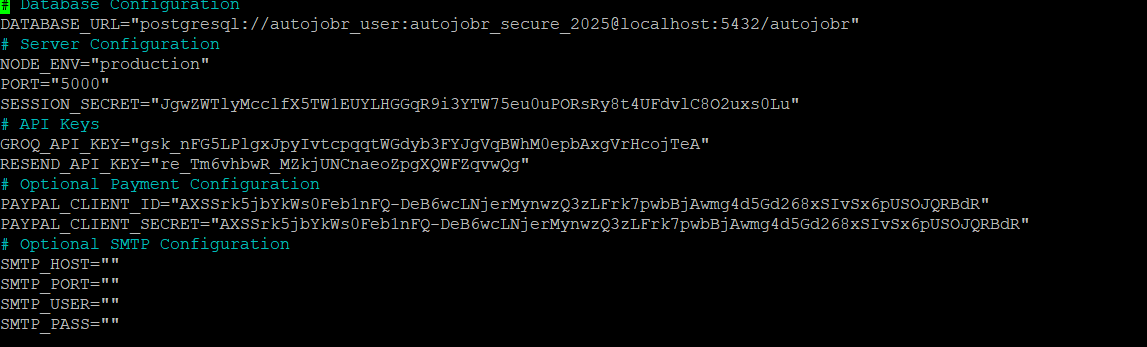 # Database Configuration
DATABASE_URL="postgresql://autojobr_user:autojobr_secure_2025@localhost:5432/autojobr"
# Server Configuration
NODE_ENV="production"
PORT="5000"
SESSION_SECRET="JgwZWTlyMcclfX5TW1EUYLHGGqR9i3YTW75eu0uPORsRy8t4UFdvlC8O2uxs0Lu"
# API Keys
GROQ_API_KEY="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"
RESEND_API_KEY="re_Tm6vhbwR_MZkjUNCnaeoZpgXQWFZqvwQg"
# Optional Payment Configuration
PAYPAL_CLIENT_ID="AXSSrk5jbYkWs0Feb1nFQ-DeB6wcLNjerMynwzQ3zLFrk7pwbBjAwmg4d5Gd268xSIvSx6pUSOJQRBdR"
PAYPAL_CLIENT_SECRET="AXSSrk5jbYkWs0Feb1nFQ-DeB6wcLNjerMynwzQ3zLFrk7pwbBjAwmg4d5Gd268xSIvSx6pUSOJQRBdR"
# Optional SMTP Configuration
SMTP_HOST=""
SMTP_PORT=""
SMTP_USER=""
SMTP_PASS=""